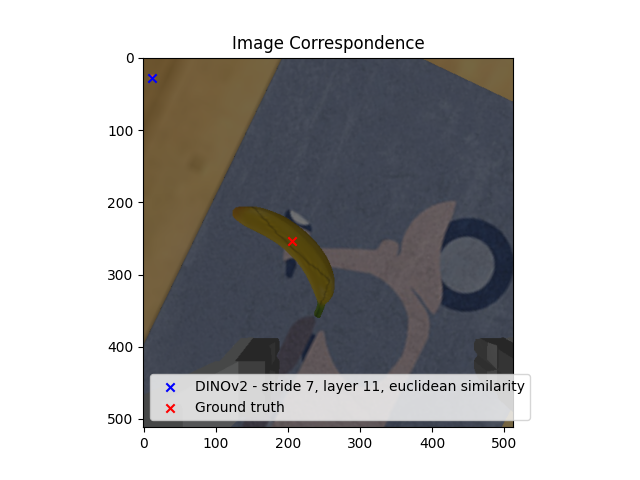 Image Correspondence
0
100
200
300
400
500
DINOv2 - stride 7, layer 11, euclidean similarity
Ground truth
0 100 200 300 400 500